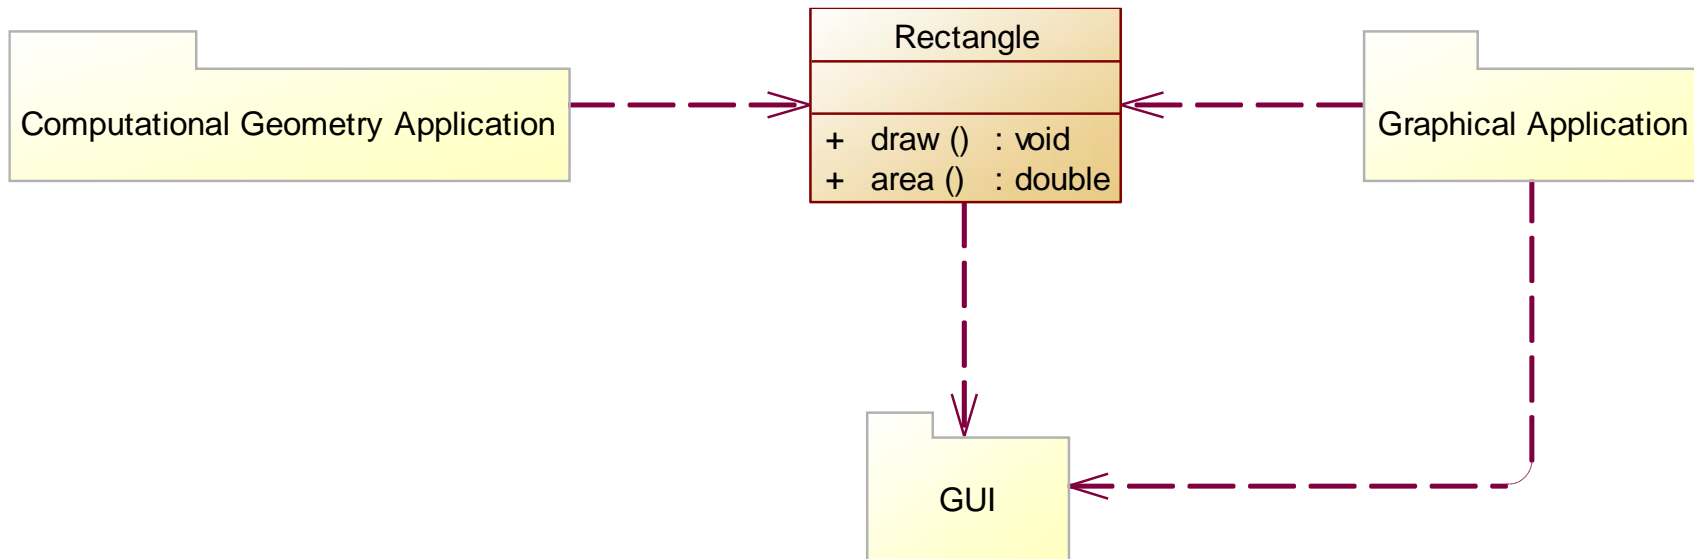 Rectangle
Computational Geometry Application
Graphical Application
+ draw () : void
+ area () : double
GUI